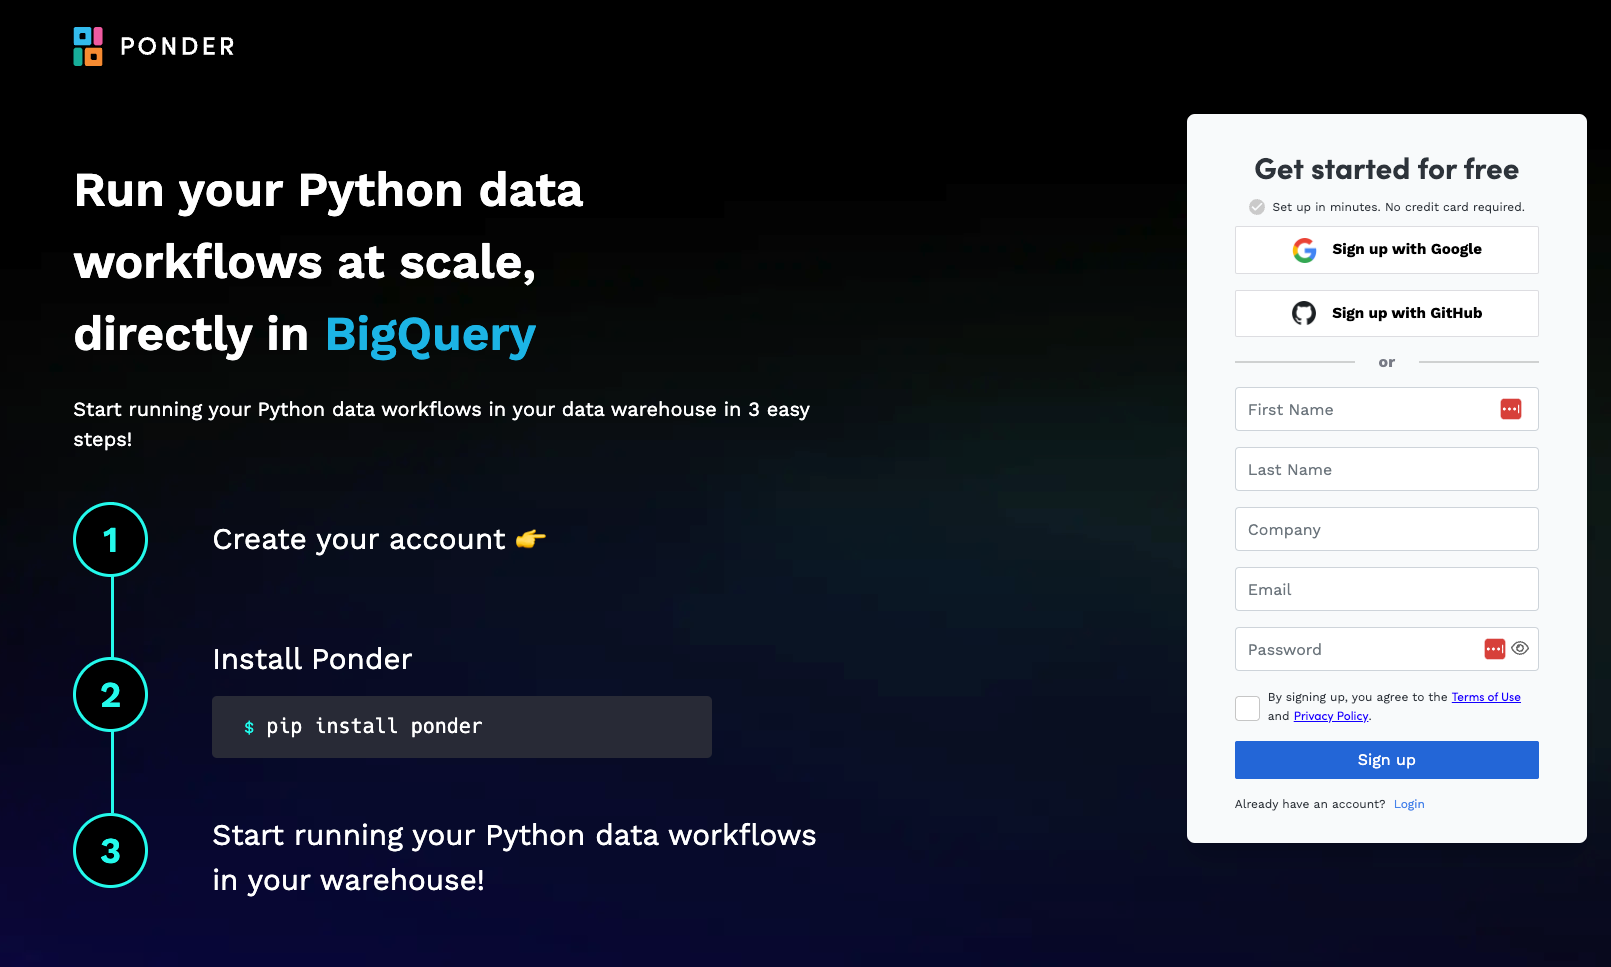 PONDER
Run your Python data
workflows at scale,
directly in BigQuery
Start running your Python data workflows in your data warehouse in 3 easy
steps!
1
Create your account 👉
2
Install Ponder
$ pip install ponder
3
Start running your Python data workflows
in your warehouse!
Get started for free
Set up in minutes. No credit card required.
Sign up with Google
Sign up with GitHub
or
First Name
Last Name
Company
Email
Password
By signing up, you agree to the Terms of Use
and Privacy Policy.
Sign up
Already have an account? Login